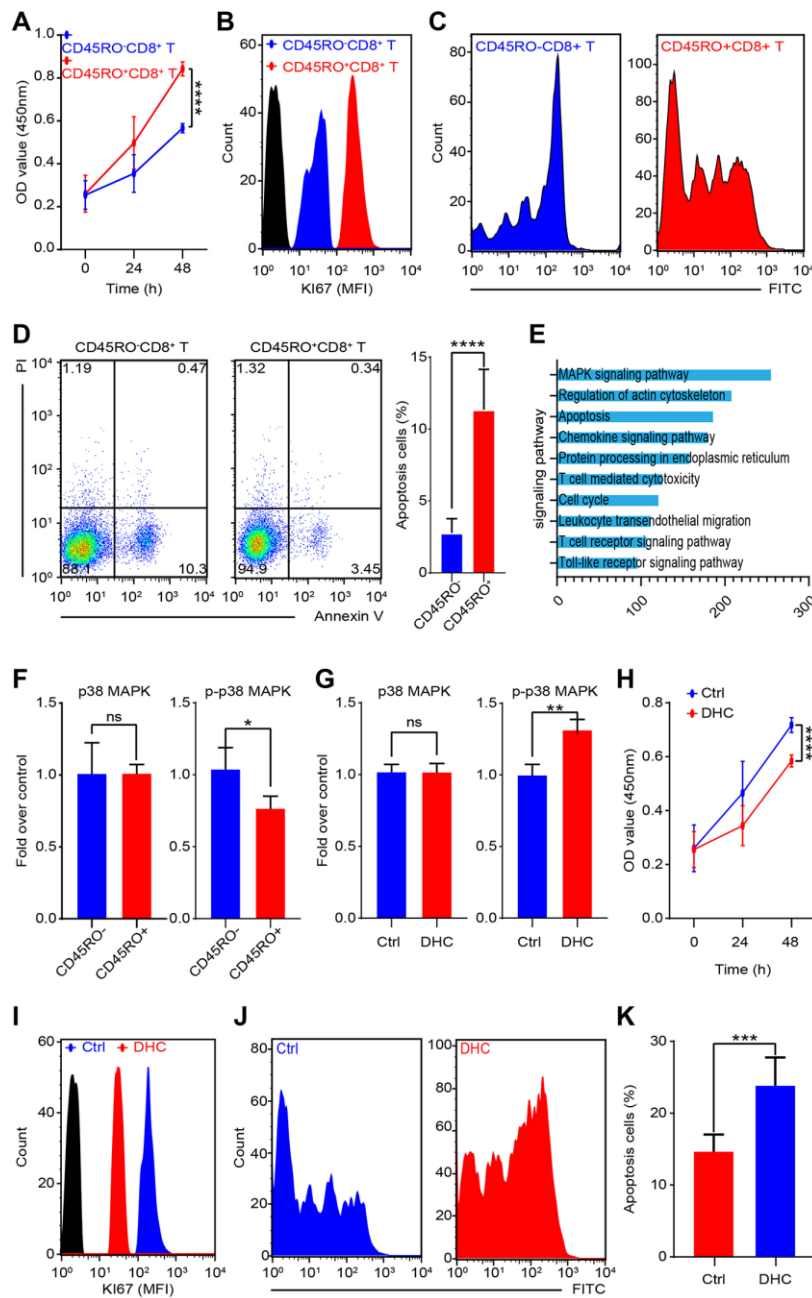 A
CD45RO⁻CD8⁺ T
CD45RO⁺CD8⁺ T
OD value (450nm)
1.0
0.8
0.6
0.4
0.2
0.0
****
0 24 48
Time (h)
B
CD45RO⁻CD8⁺ T
CD45RO⁺CD8⁺ T
Count
60
40
20
0
10⁰ 10¹ 10² 10³ 10⁴
KI67 (MFI)
C
CD45RO-CD8+ T
Count
80
60
40
20
0
10⁰ 10¹ 10² 10³ 10⁴
CD45RO+CD8+ T
100
80
60
40
20
0
10⁰ 10¹ 10² 10³ 10⁴
FITC
D
CD45RO⁻CD8⁺ T
PI
10⁴
10³
10²
10¹
10⁰
1.19 0.47
88.1 10.3
10⁰ 10¹ 10² 10³ 10⁴
CD45RO⁺CD8⁺ T
1.32 0.34
94.9 3.45
10⁰ 10¹ 10² 10³ 10⁴
Annexin V
Apoptosis cells (%)
15
10
5
0
****
CD45RO⁻
CD45RO⁺
E
signaling pathway
MAPK signaling pathway
Regulation of actin cytoskeleton
Apoptosis
Chemokine signaling pathway
Protein processing in endoplasmic reticulum
T cell mediated cytotoxicity
Cell cycle
Leukocyte transendothelial migration
T cell receptor signaling pathway
Toll-like receptor signaling pathway
0 100 200 300
F
p38 MAPK
Fold over control
1.5
1.0
0.5
0.0
ns
CD45RO-
CD45RO+
p-p38 MAPK
1.5
1.0
0.5
0.0
*
CD45RO-
CD45RO+
G
p38 MAPK
Fold over control
1.5
1.0
0.5
0.0
ns
Ctrl DHC
p-p38 MAPK
1.5
1.0
0.5
0.0
**
Ctrl DHC
H
Ctrl
DHC
OD value (450nm)
0.8
0.6
0.4
0.2
0.0
****
0 24 48
Time (h)
I
Ctrl DHC
Count
60
40
20
0
10⁰ 10¹ 10² 10³ 10⁴
KI67 (MFI)
J
Ctrl
Count
80
60
40
20
0
10⁰ 10¹ 10² 10³ 10⁴
DHC
100
80
60
40
20
0
10⁰ 10¹ 10² 10³ 10⁴
FITC
K
Apoptosis cells (%)
30
20
10
0
***
Ctrl DHC